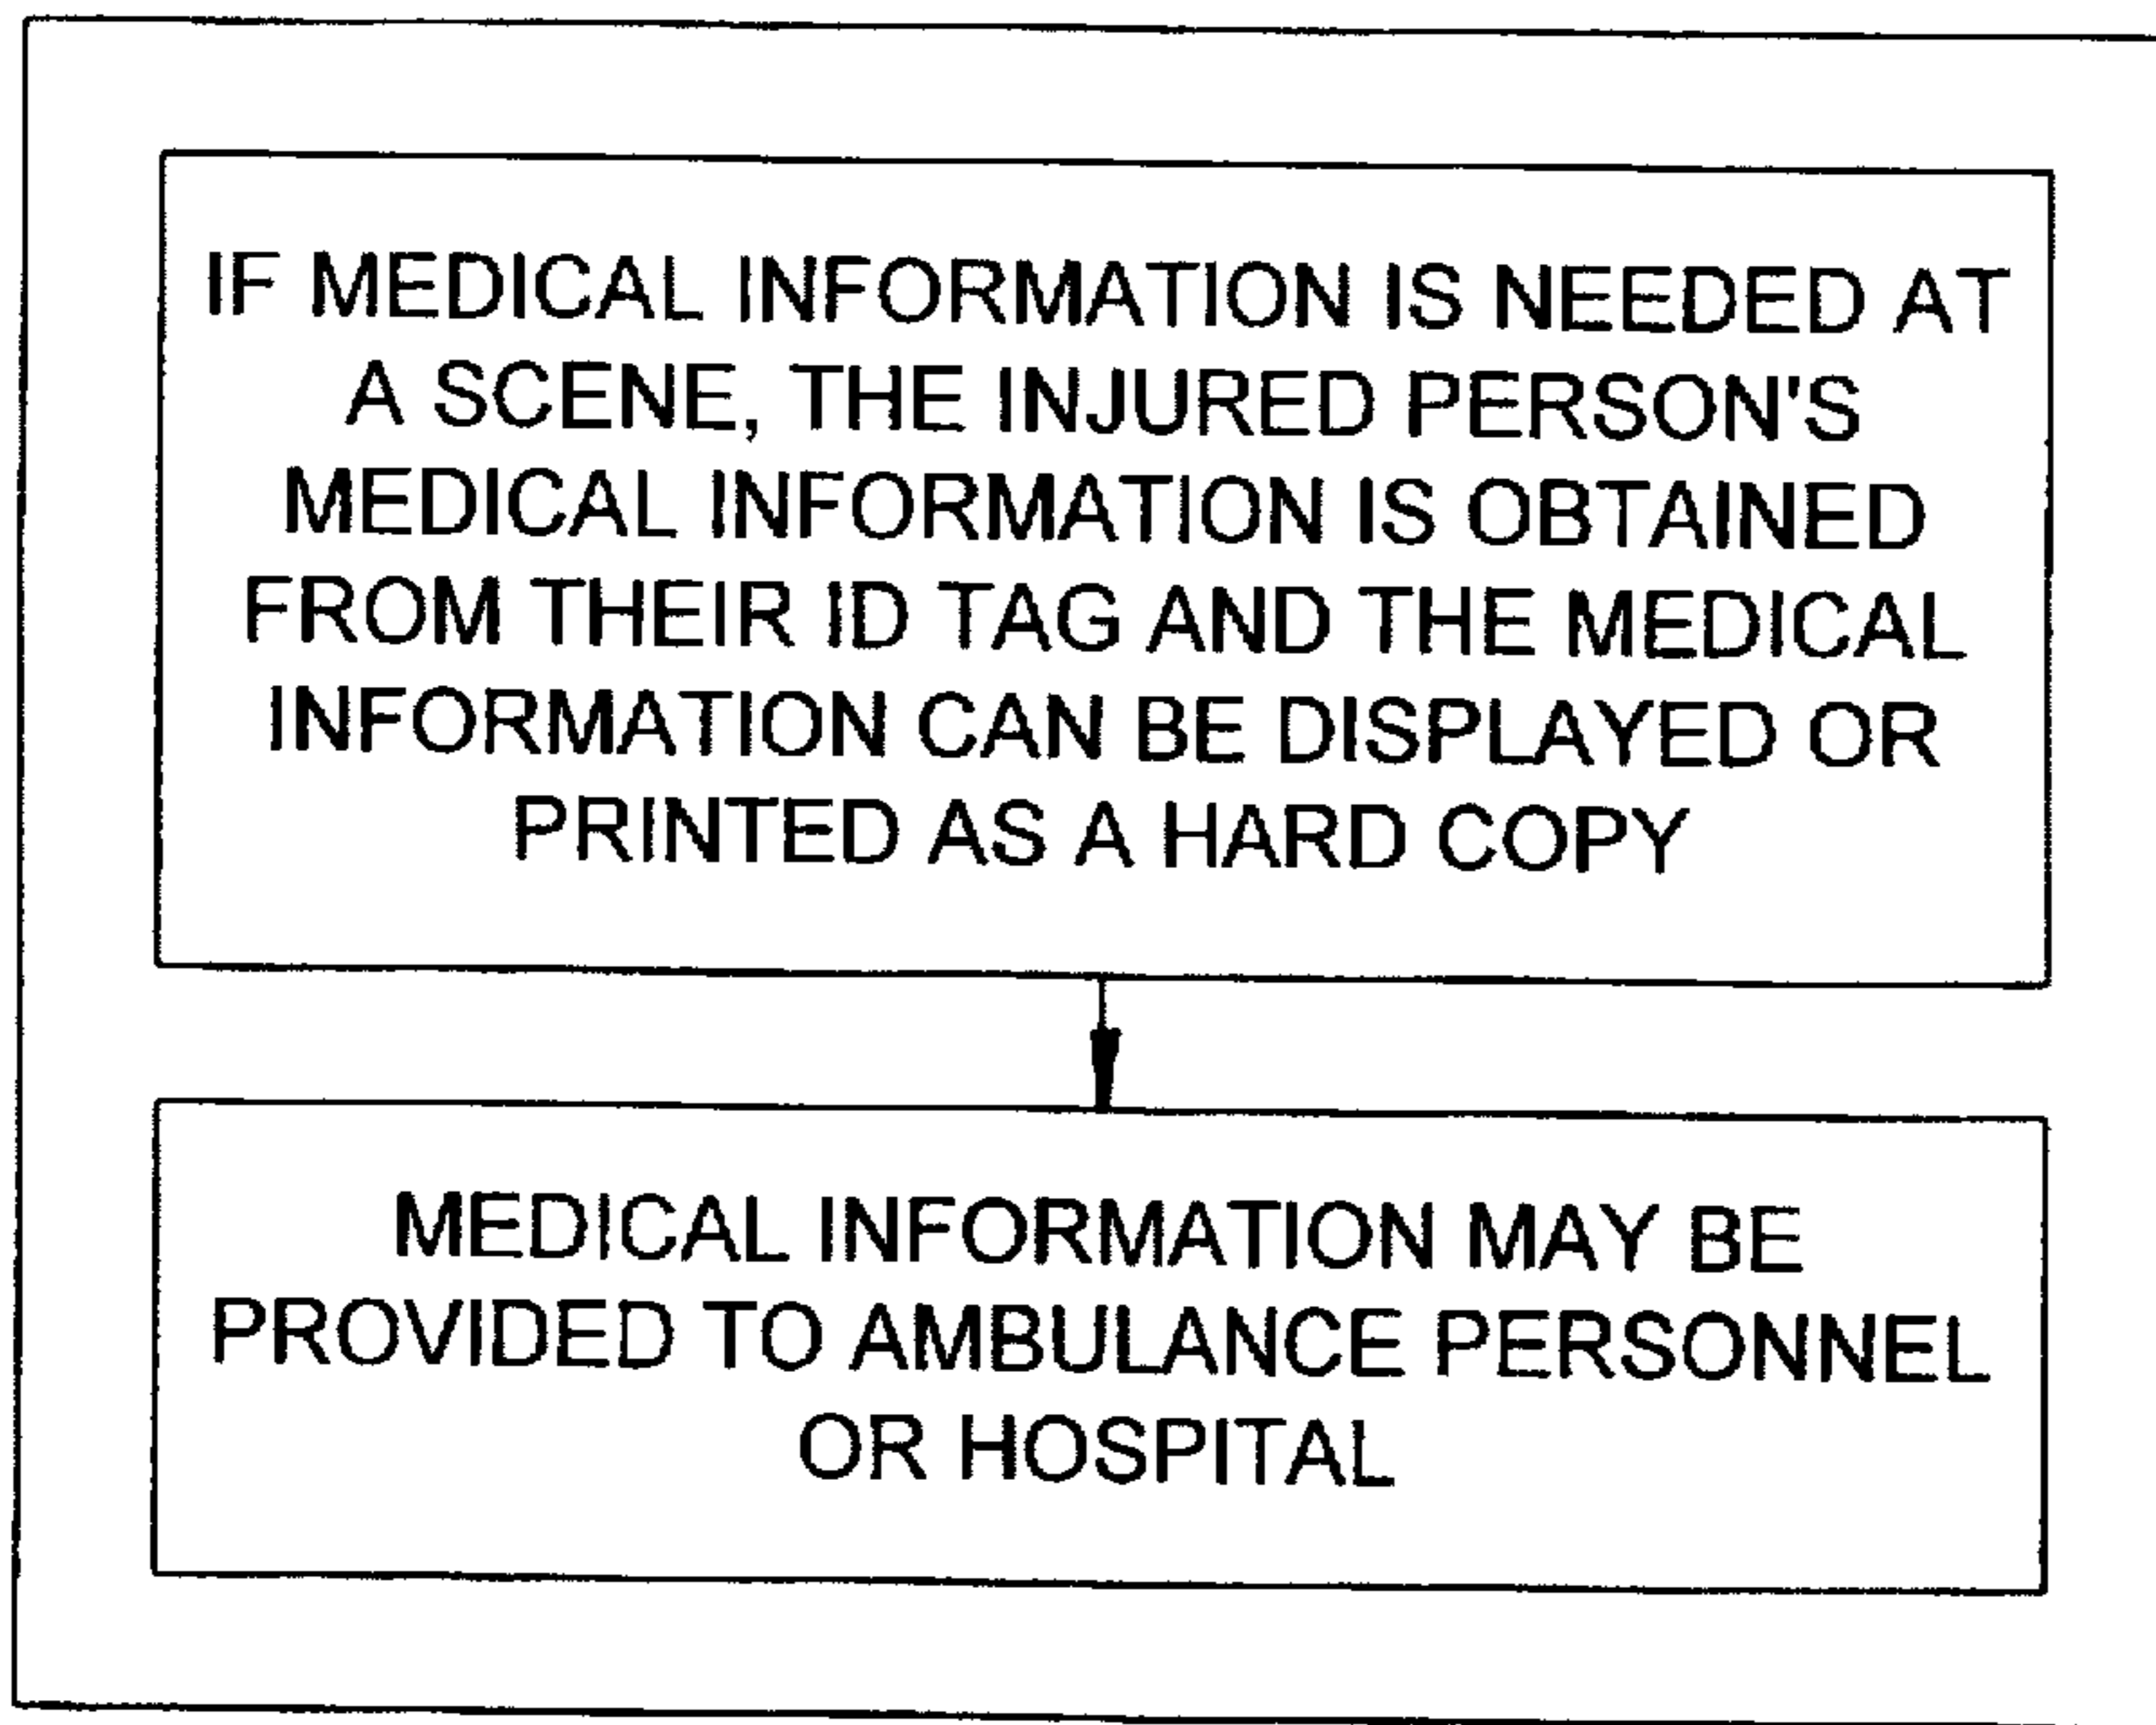 IF MEDICAL INFORMATION IS NEEDED AT
A SCENE, THE INJURED PERSON'S
MEDICAL INFORMATION IS OBTAINED
FROM THEIR ID TAG AND THE MEDICAL
INFORMATION CAN BE DISPLAYED OR
PRINTED AS A HARD COPY
MEDICAL INFORMATION MAY BE
PROVIDED TO AMBULANCE PERSONNEL
OR HOSPITAL